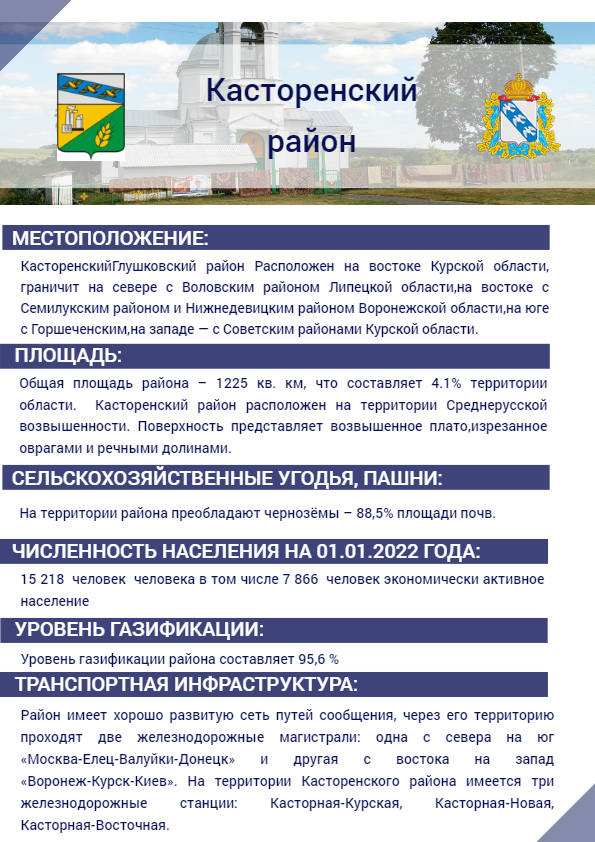 Касторенский
район
МЕСТОПОЛОЖЕНИЕ:
КасторенскийГлушковский район Расположен на востоке Курской области,
граничит на севере с Воловским районом Липецкой области,на востоке с
Семилукским районом и Нижнедевицким районом Воронежской области,на юге
с Горшеченским,на западе — с Советским районами Курской области.
ПЛОЩАДЬ:
Общая площадь района – 1225 кв. км, что составляет 4.1% территории
области. Касторенский район расположен на территории Среднерусской
возвышенности. Поверхность представляет возвышенное плато,изрезанное
оврагами и речными долинами.
СЕЛЬСКОХОЗЯЙСТВЕННЫЕ УГОДЬЯ, ПАШНИ:
На территории района преобладают чернозёмы – 88,5% площади почв.
ЧИСЛЕННОСТЬ НАСЕЛЕНИЯ НА 01.01.2022 ГОДА:
15 218 человек человека в том числе 7 866 человек экономически активное
население
УРОВЕНЬ ГАЗИФИКАЦИИ:
Уровень газификации района составляет 95,6 %
ТРАНСПОРТНАЯ ИНФРАСТРУКТУРА:
Район имеет хорошо развитую сеть путей сообщения, через его территорию
проходят две железнодорожные магистрали: одна с севера на юг
«Москва-Елец-Валуйки-Донецк» и другая с востока на запад
«Воронеж-Курск-Киев». На территории Касторенского района имеется три
железнодорожные станции: Касторная-Курская, Касторная-Новая,
Касторная-Восточная.